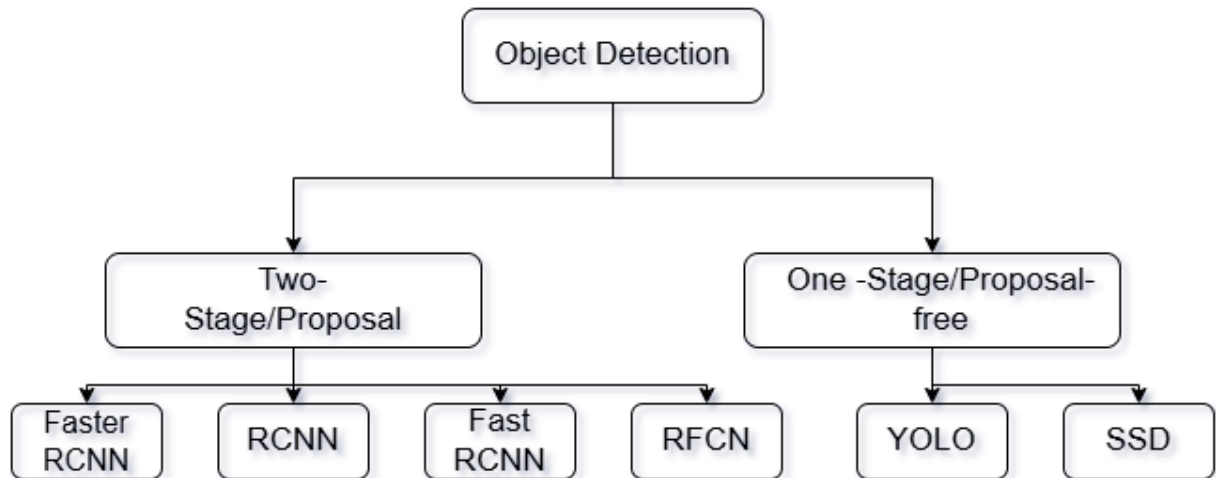 Object Detection
Two-
Stage/Proposal
One -Stage/Proposal-
free
Faster
RCNN
RCNN
Fast
RCNN
RFCN
YOLO
SSD